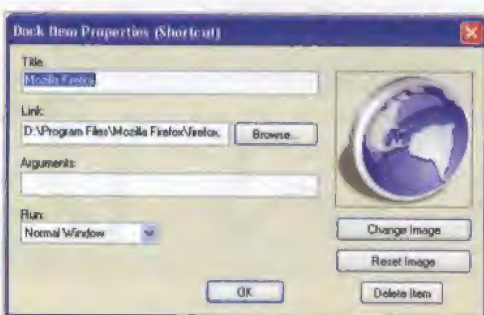 Dock Item Properties (Shortcut)
Title:
Mozilla Firefox
Link:
D:\Program Files\Mozilla Firefox\firefox.
Browse...
Arguments:
Run:
Normal Window
Change Image
Reset Image
OK
Delete Item